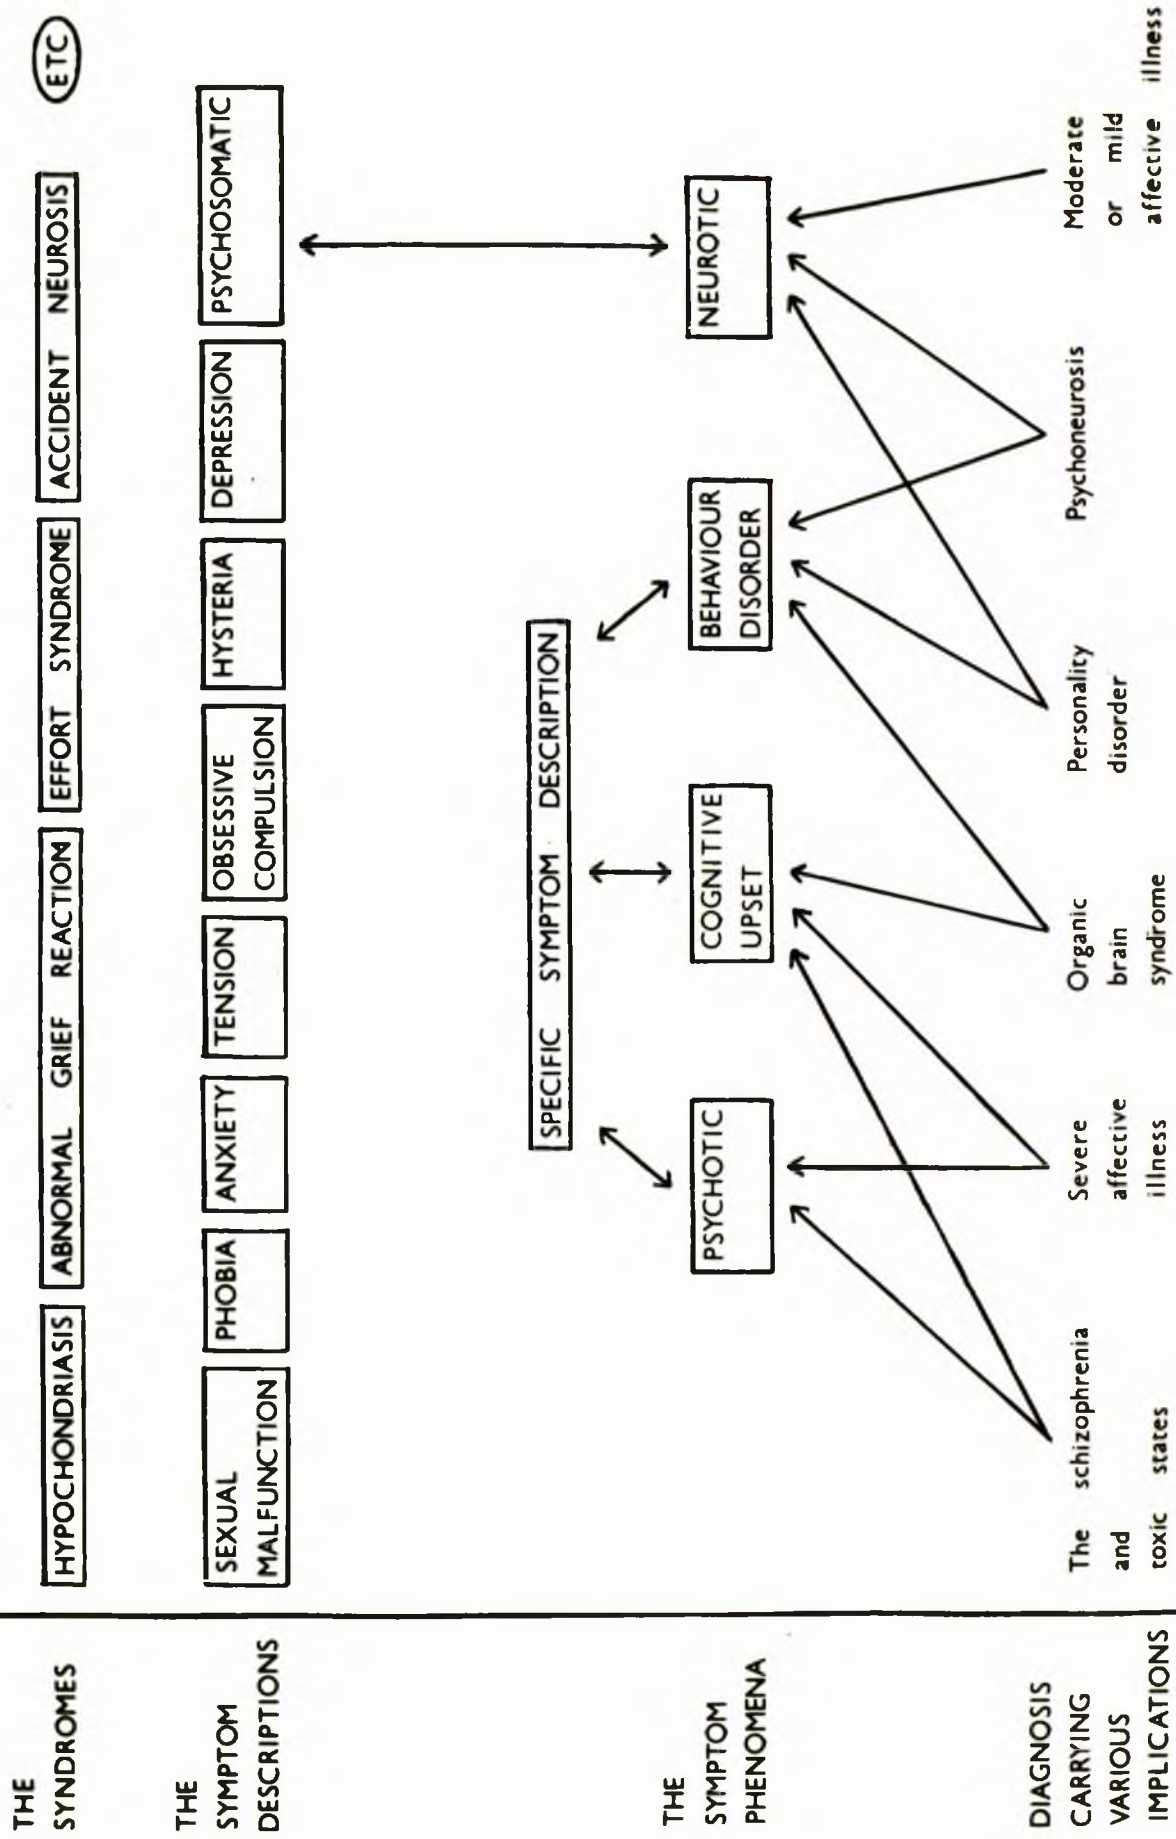 THE
SYNDROMES
HYPOCHONDRIASIS ABNORMAL GRIEF REACTION EFFORT SYNDROME ACCIDENT NEUROSIS ETC
THE
SYMPTOM
DESCRIPTIONS
SEXUAL
MALFUNCTION
PHOBIA
ANXIETY
TENSION
OBSESSIVE
COMPULSION
HYSTERIA
DEPRESSION
PSYCHOSOMATIC
SPECIFIC SYMPTOM DESCRIPTION
THE
SYMPTOM
PHENOMENA
PSYCHOTIC
COGNITIVE
UPSET
BEHAVIOUR
DISORDER
NEUROTIC
DIAGNOSIS
CARRYING
VARIOUS
IMPLICATIONS
The schizophrenia
and
toxic states
Severe
affective
illness
Organic
brain
syndrome
Personality
disorder
Psychoneurosis
Moderate
or mild
affective illness